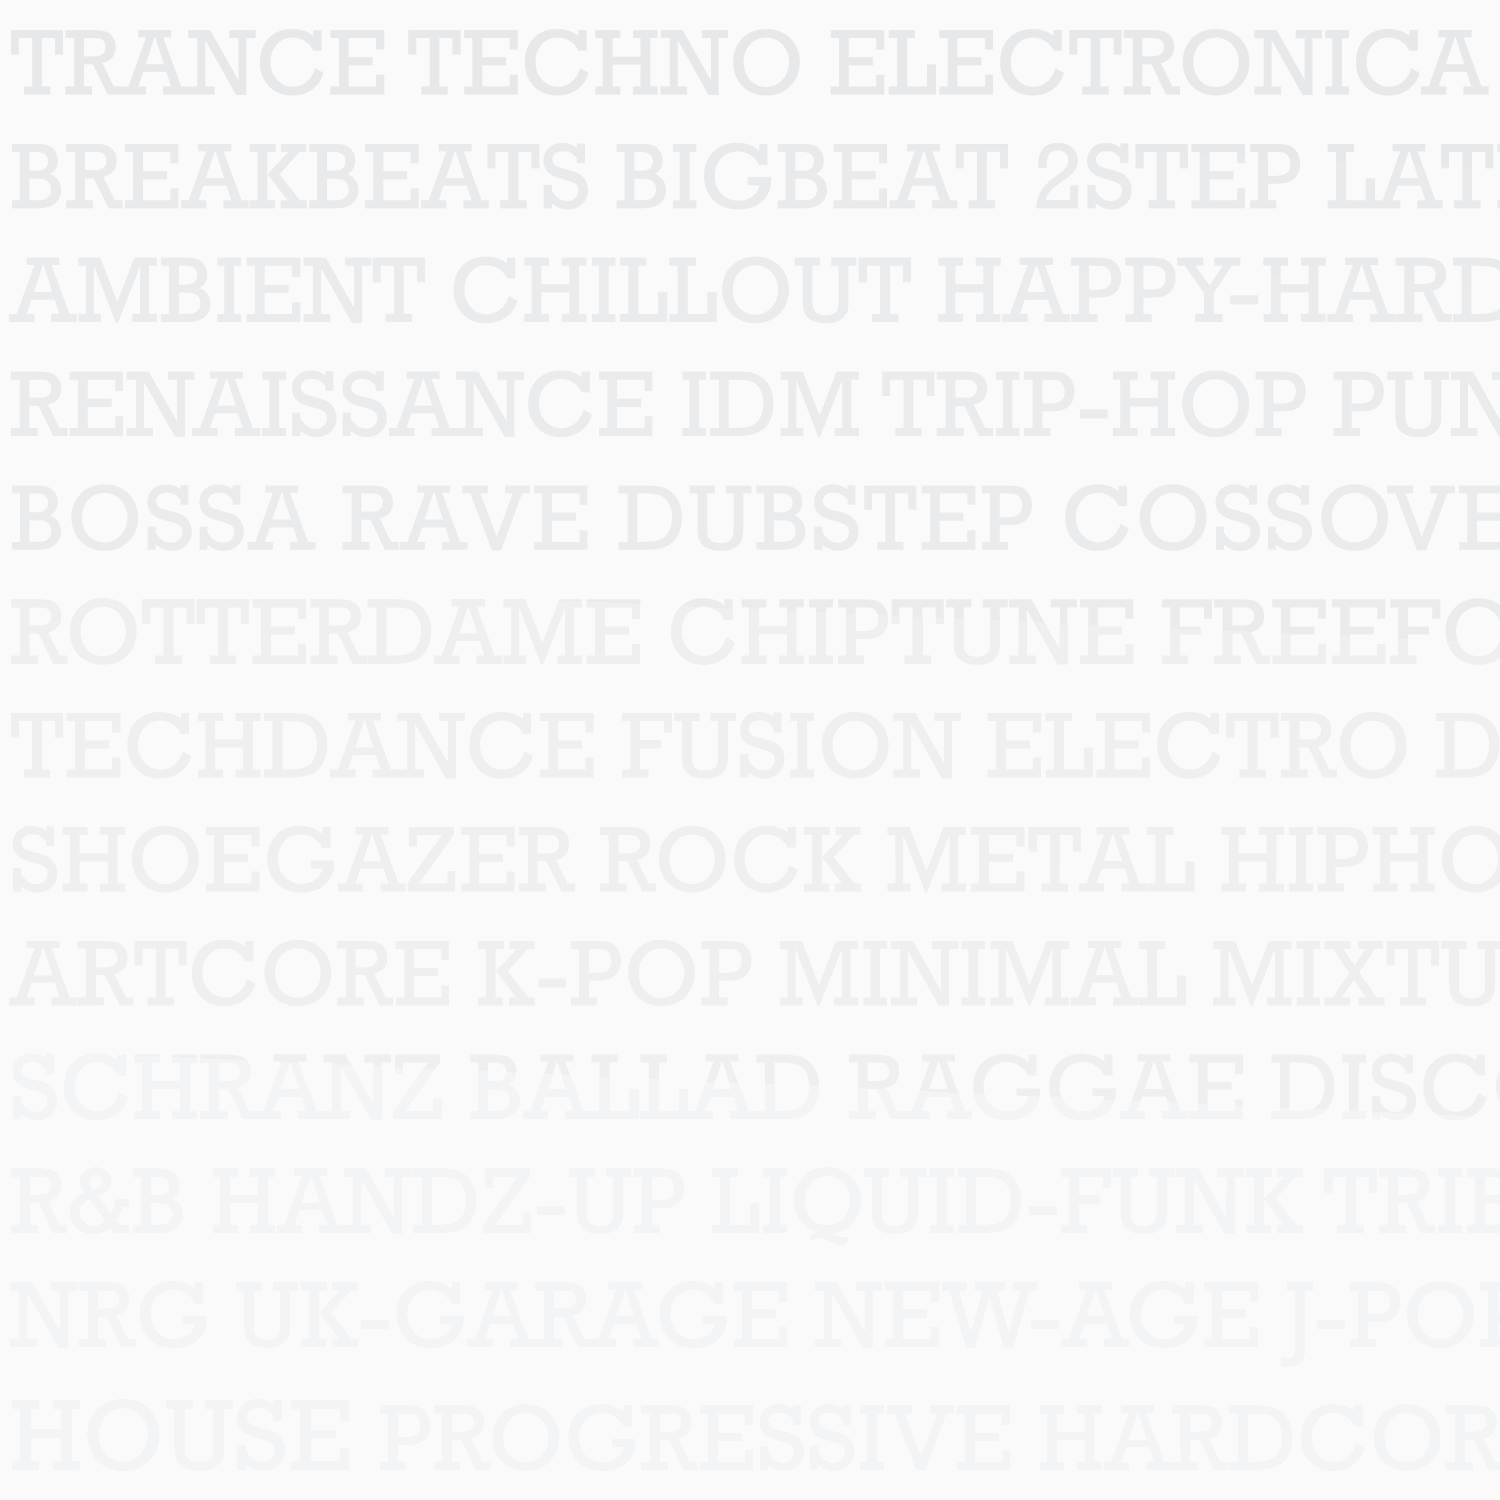 TRANCE TECHNO ELECTRONICA
BREAKBEATS BIGBEAT 2STEP LATI
AMBIENT CHILLOUT HAPPY-HARD
RENAISSANCE IDM TRIP-HOP PUN
BOSSA RAVE DUBSTEP COSSOVE
ROTTERDAME CHIPTUNE FREEFO
TECHDANCE FUSION ELECTRO D
SHOEGAZER ROCK METAL HIPHO
ARTCORE K-POP MINIMAL MIXTU
SCHRANZ BALLAD RAGGAE DISCO
R&B HANDZ-UP LIQUID-FUNK TRIB
NRG UK-GARAGE NEW-AGE J-POP
HOUSE PROGRESSIVE HARDCOR